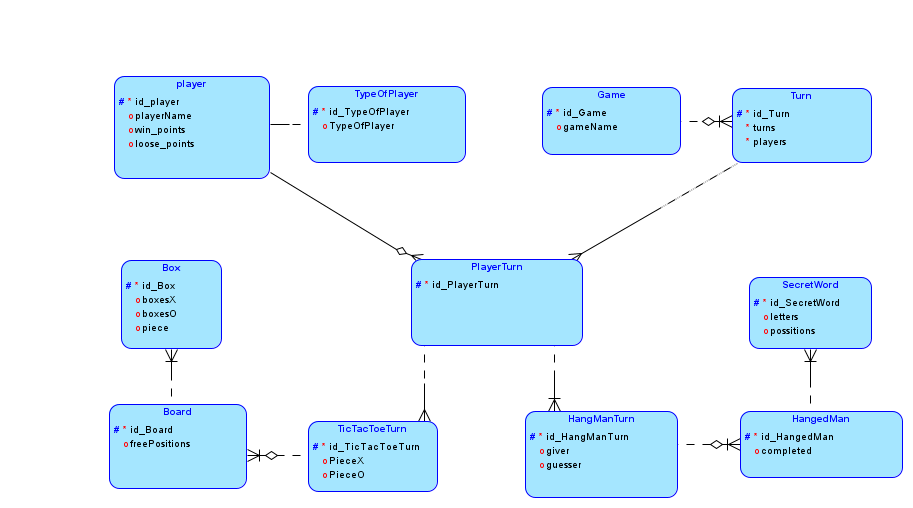 player
# * id_player
o playerName
o win_points
o loose_points
TypeOfPlayer
# * id_TypeOfPlayer
o TypeOfPlayer
Game
# * id_Game
o gameName
Turn
# * id_Turn
* turns
* players
Box
# * id_Box
o boxesX
o boxesO
o piece
PlayerTurn
# * id_PlayerTurn
SecretWord
# * id_SecretWord
o letters
o possitions
Board
# * id_Board
o freePositions
TicTacToeTurn
# * id_TicTacToeTurn
o PieceX
o PieceO
HangManTurn
# * id_HangManTurn
o giver
o guesser
HangedMan
# * id_HangedMan
o completed